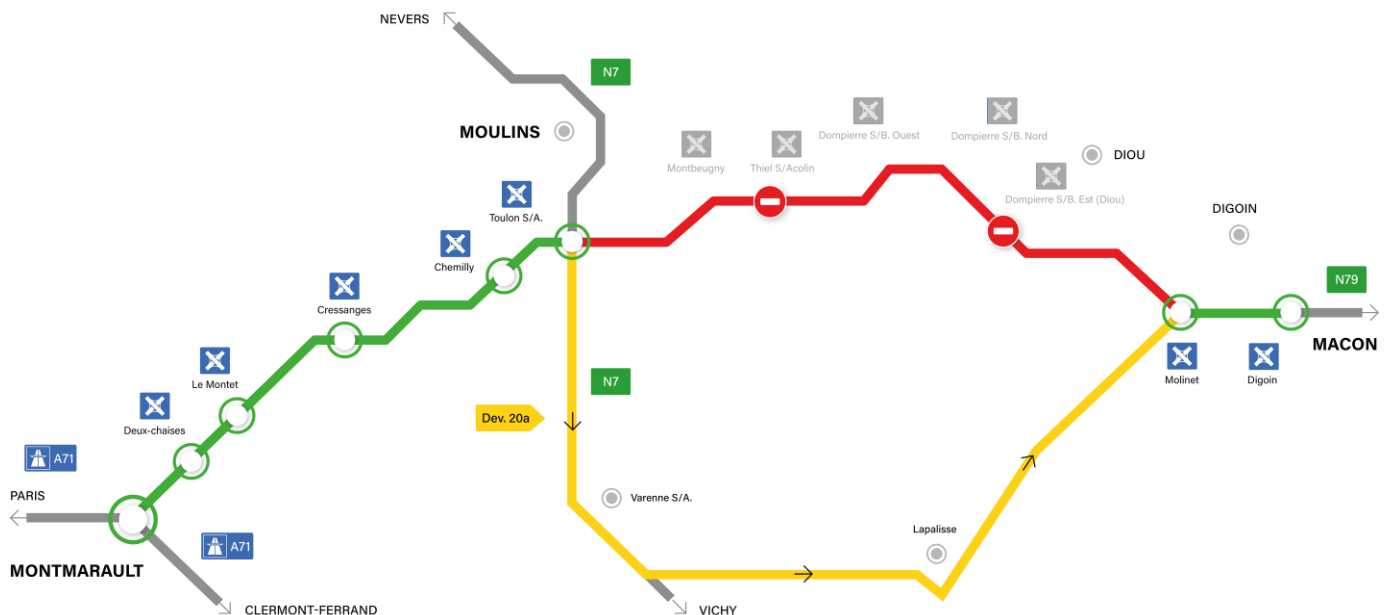 NEVERS
N7
MOULINS
Montbeugny
Thiel S/Acolin
Dompierre S/B. Ouest
Dompierre S/B. Nord
DIOU
Dompierre S/B. Est (Diou)
Toulon S/A.
DIGOIN
Chemilly
N79
Cressanges
MACON
Molinet
Digoin
Le Montet
N7
Dev. 20a
Deux-chaises
A71
PARIS
Varenne S/A.
Lapalisse
A71
MONTMARAULT
CLERMONT-FERRAND
VICHY